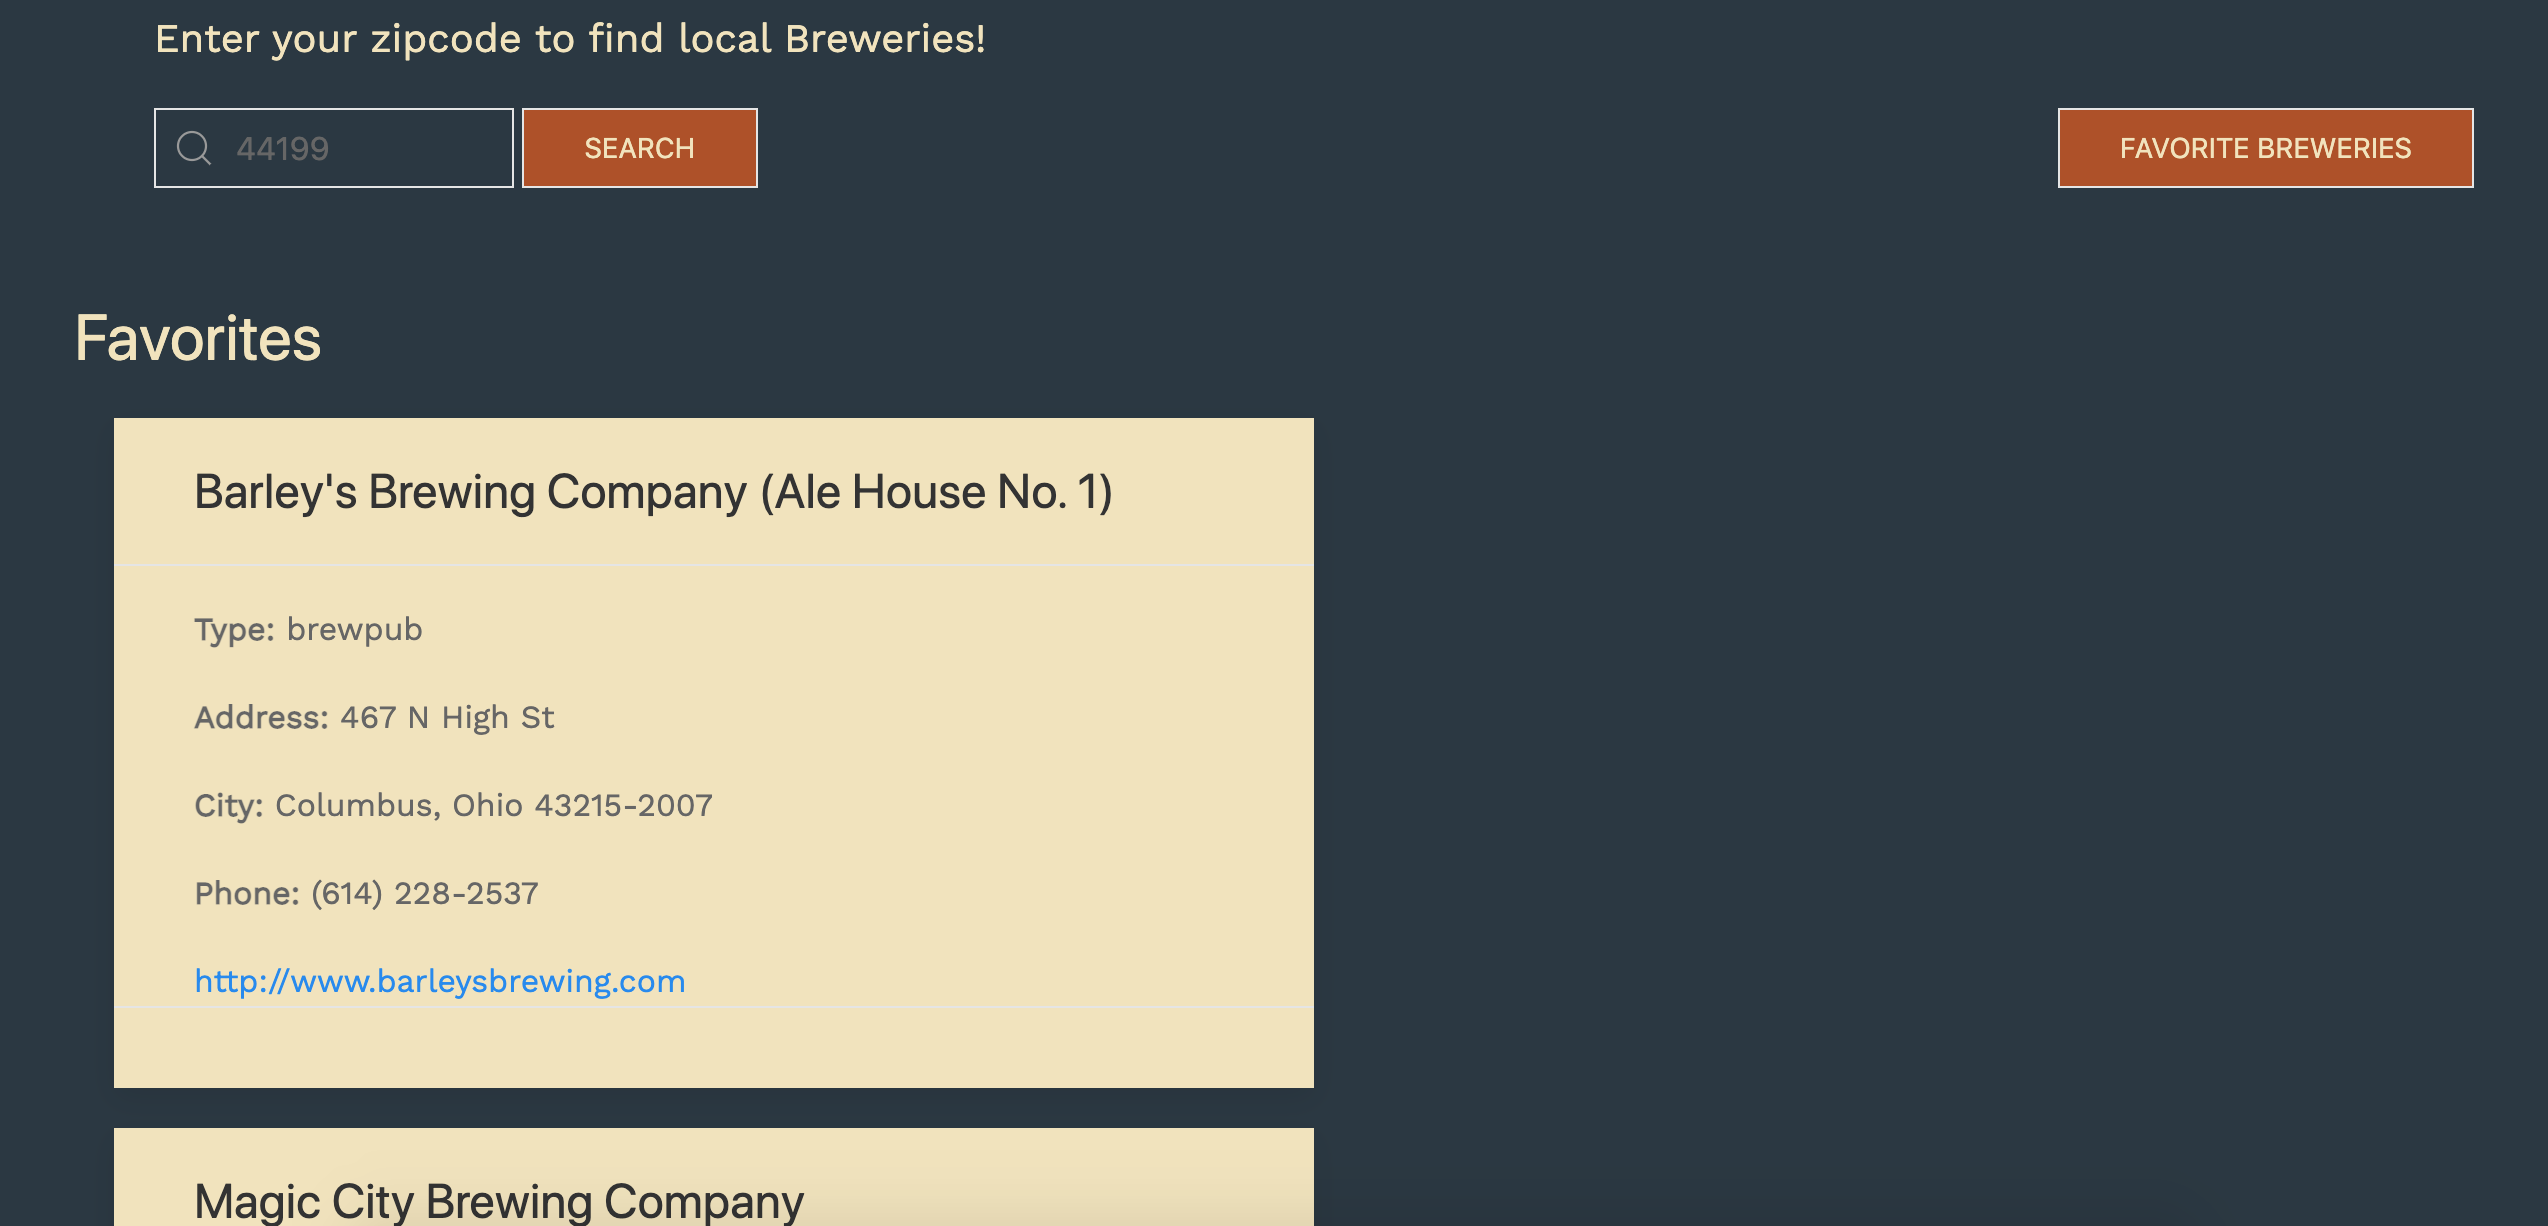 Enter your zipcode to find local Breweries!
44199
SEARCH
FAVORITE BREWERIES
Favorites
Barley's Brewing Company (Ale House No. 1)
Type: brewpub
Address: 467 N High St
City: Columbus, Ohio 43215-2007
Phone: (614) 228-2537
http://www.barleysbrewing.com
Magic City Brewing Company